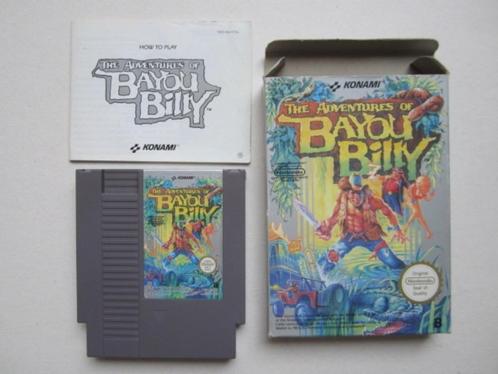 HOW TO PLAY
THE ADVENTURES OF
BAYOU
BILLY
KONAMI
KONAMI
THE ADVENTURES OF
BAYOU
BILLY
KONAMI
THE ADVENTURES OF
BAYOU
BILLY
Nintendo
Original
Nintendo
Seal of
Quality
B